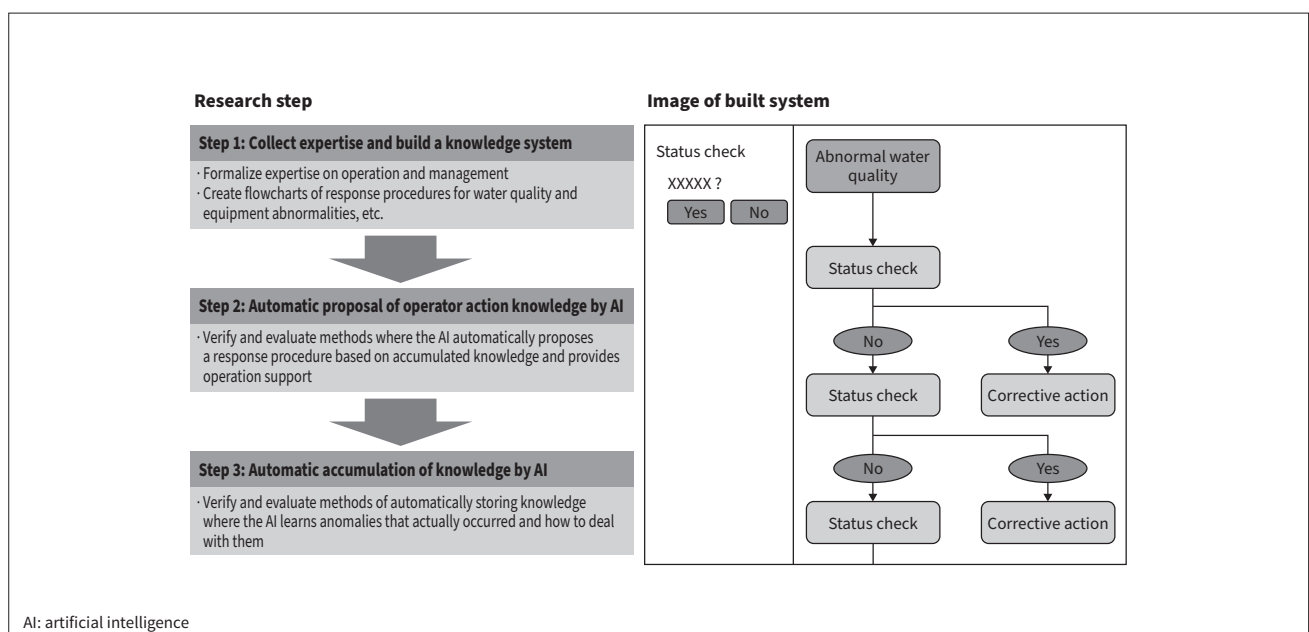 Research step
Step 1: Collect expertise and build a knowledge system
· Formalize expertise on operation and management
· Create flowcharts of response procedures for water quality and
equipment abnormalities, etc.
Step 2: Automatic proposal of operator action knowledge by AI
· Verify and evaluate methods where the AI automatically proposes
a response procedure based on accumulated knowledge and provides
operation support
Step 3: Automatic accumulation of knowledge by AI
· Verify and evaluate methods of automatically storing knowledge
where the AI learns anomalies that actually occurred and how to deal
with them
Image of built system
Status check
XXXXX ?
Yes No
Abnormal water
quality
Status check
No Yes
Status check Corrective action
No Yes
Status check Corrective action
AI: artificial intelligence